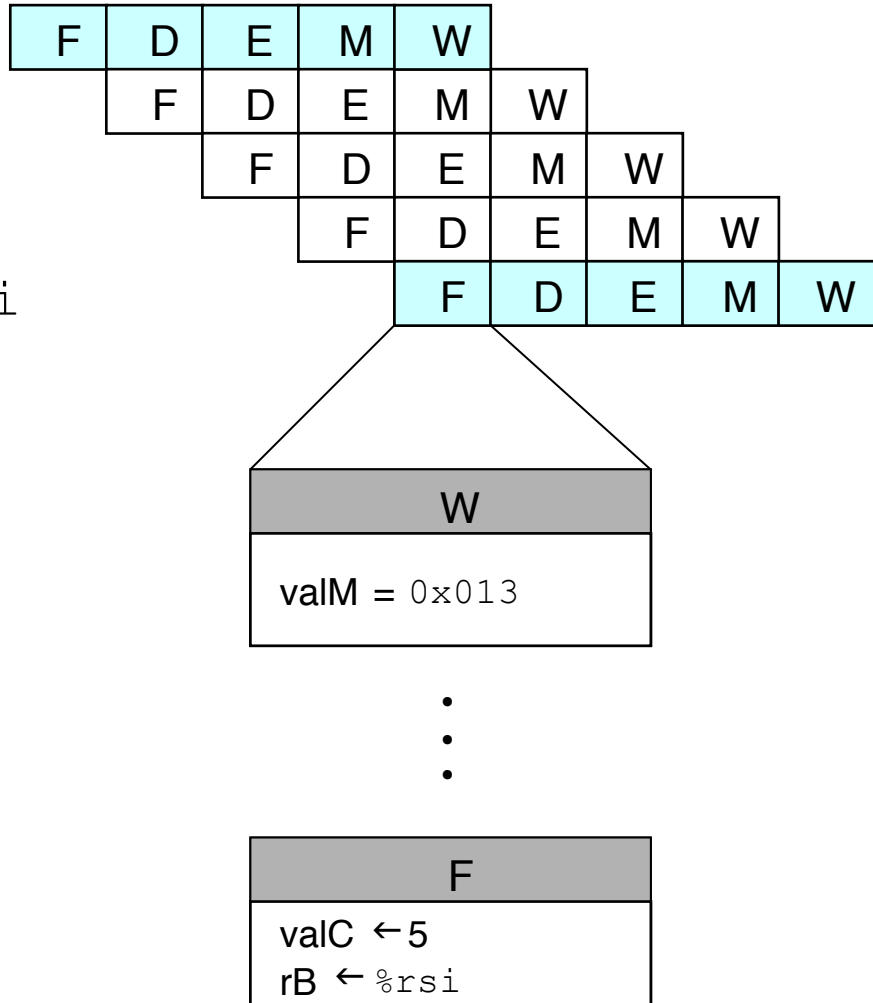 F D E M W
F D E M W
F D E M W
F D E M W
i F D E M W
W
valM = 0x013
F
valC ←5
rB ← %rsi